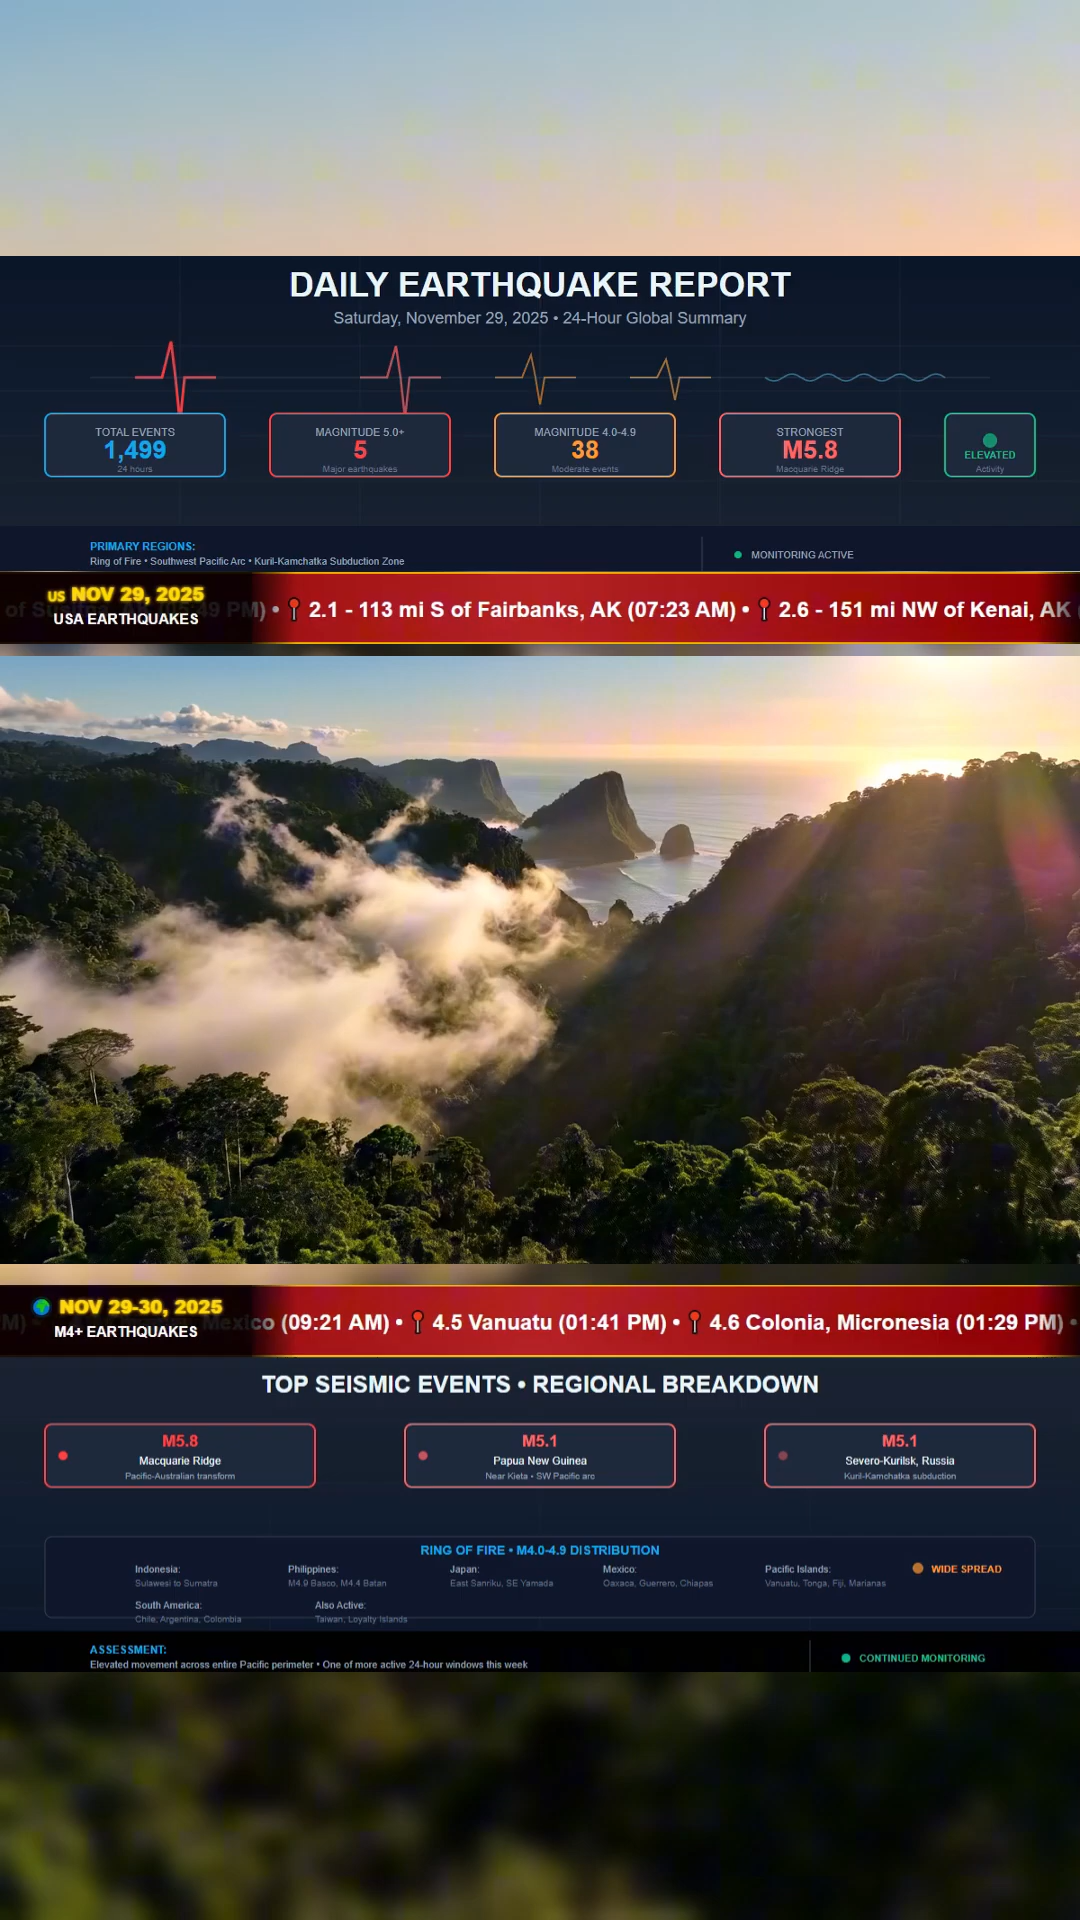 DAILY EARTHQUAKE REPORT
Saturday, November 29, 2025 • 24-Hour Global Summary
TOTAL EVENTS
1,499
24 hours
MAGNITUDE 5.0+
5
Major earthquakes
MAGNITUDE 4.0-4.9
38
Moderate events
STRONGEST
M5.8
Macquarie Ridge
ELEVATED
Activity
PRIMARY REGIONS:
Ring of Fire • Southwest Pacific Arc • Kuril-Kamchatka Subduction Zone
MONITORING ACTIVE
US NOV 29, 2025
USA EARTHQUAKES
of Susitna, AK (05:49 PM) • 2.1 - 113 mi S of Fairbanks, AK (07:23 AM) • 2.6 - 151 mi NW of Kenai, AK
NOV 29-30, 2025
M4+ EARTHQUAKES
Mexico (09:21 AM) • 4.5 Vanuatu (01:41 PM) • 4.6 Colonia, Micronesia (01:29 PM) •
TOP SEISMIC EVENTS • REGIONAL BREAKDOWN
M5.8
Macquarie Ridge
Pacific-Australian transform
M5.1
Papua New Guinea
Near Kieta • SW Pacific arc
M5.1
Severo-Kurilsk, Russia
Kuril-Kamchatka subduction
RING OF FIRE • M4.0-4.9 DISTRIBUTION
Indonesia:
Sulawesi to Sumatra
Philippines:
M4.9 Basco, M4.4 Batan
Japan:
East Sanriku, SE Yamada
Mexico:
Oaxaca, Guerrero, Chiapas
Pacific Islands:
Vanuatu, Tonga, Fiji, Marianas
WIDE SPREAD
South America:
Chile, Argentina, Colombia
Also Active:
Taiwan, Loyalty Islands
ASSESSMENT:
Elevated movement across entire Pacific perimeter • One of more active 24-hour windows this week
CONTINUED MONITORING